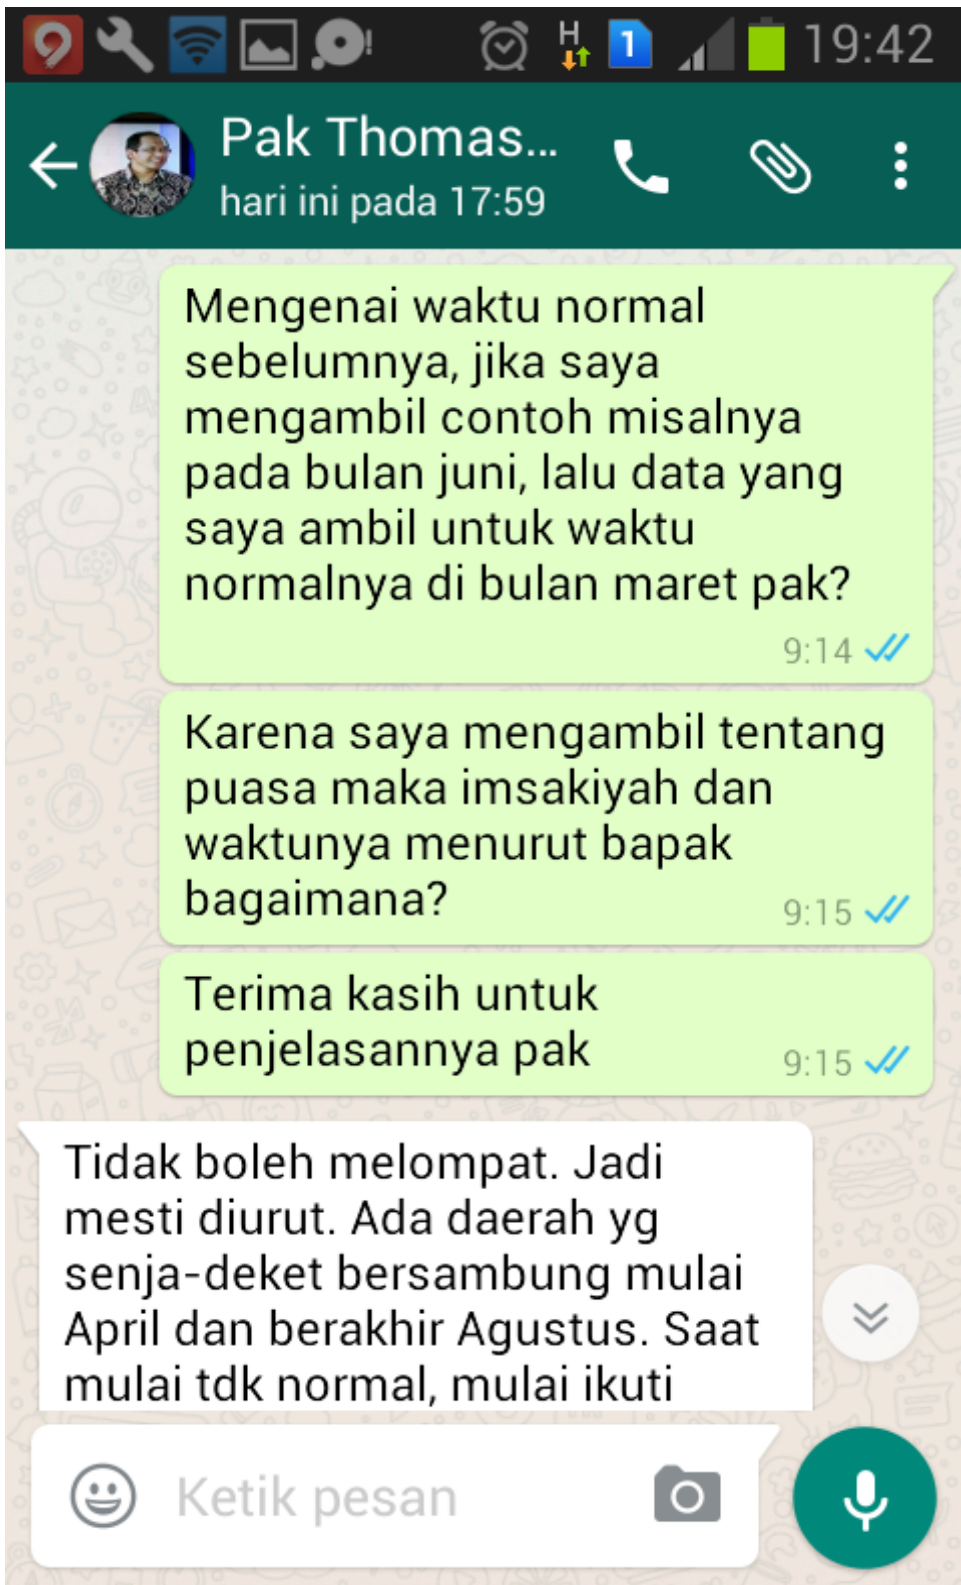 19:42
Pak Thomas...
hari ini pada 17:59
Mengenai waktu normal
sebelumnya, jika saya
mengambil contoh misalnya
pada bulan juni, lalu data yang
saya ambil untuk waktu
normalnya di bulan maret pak?
9:14
Karena saya mengambil tentang
puasa maka imsakiyah dan
waktunya menurut bapak
bagaimana?
9:15
Terima kasih untuk
penjelasannya pak
9:15
Tidak boleh melompat. Jadi
mesti diurut. Ada daerah yg
senja-deket bersambung mulai
April dan berakhir Agustus. Saat
mulai tdk normal, mulai ikuti
Ketik pesan
H
1